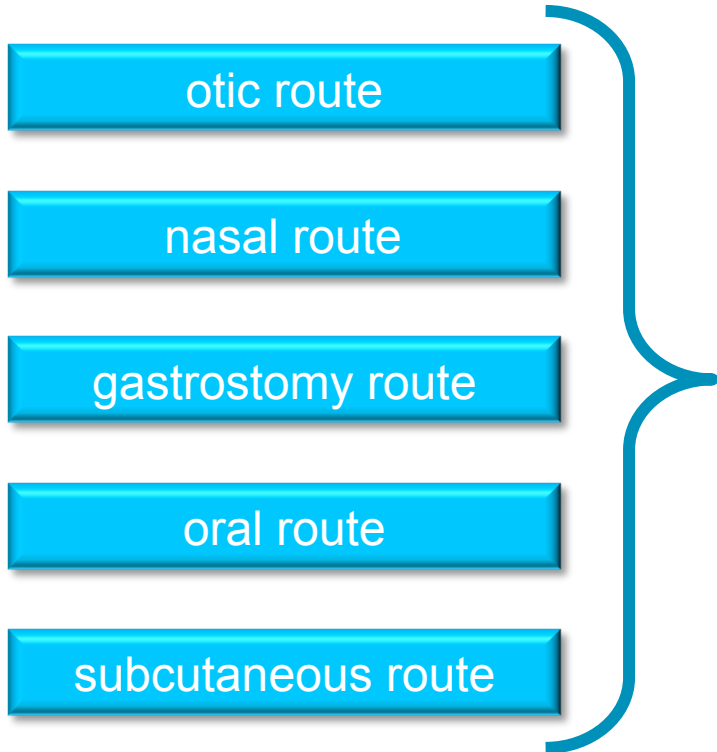 otic route
nasal route
gastrostomy route
oral route
subcutaneous route